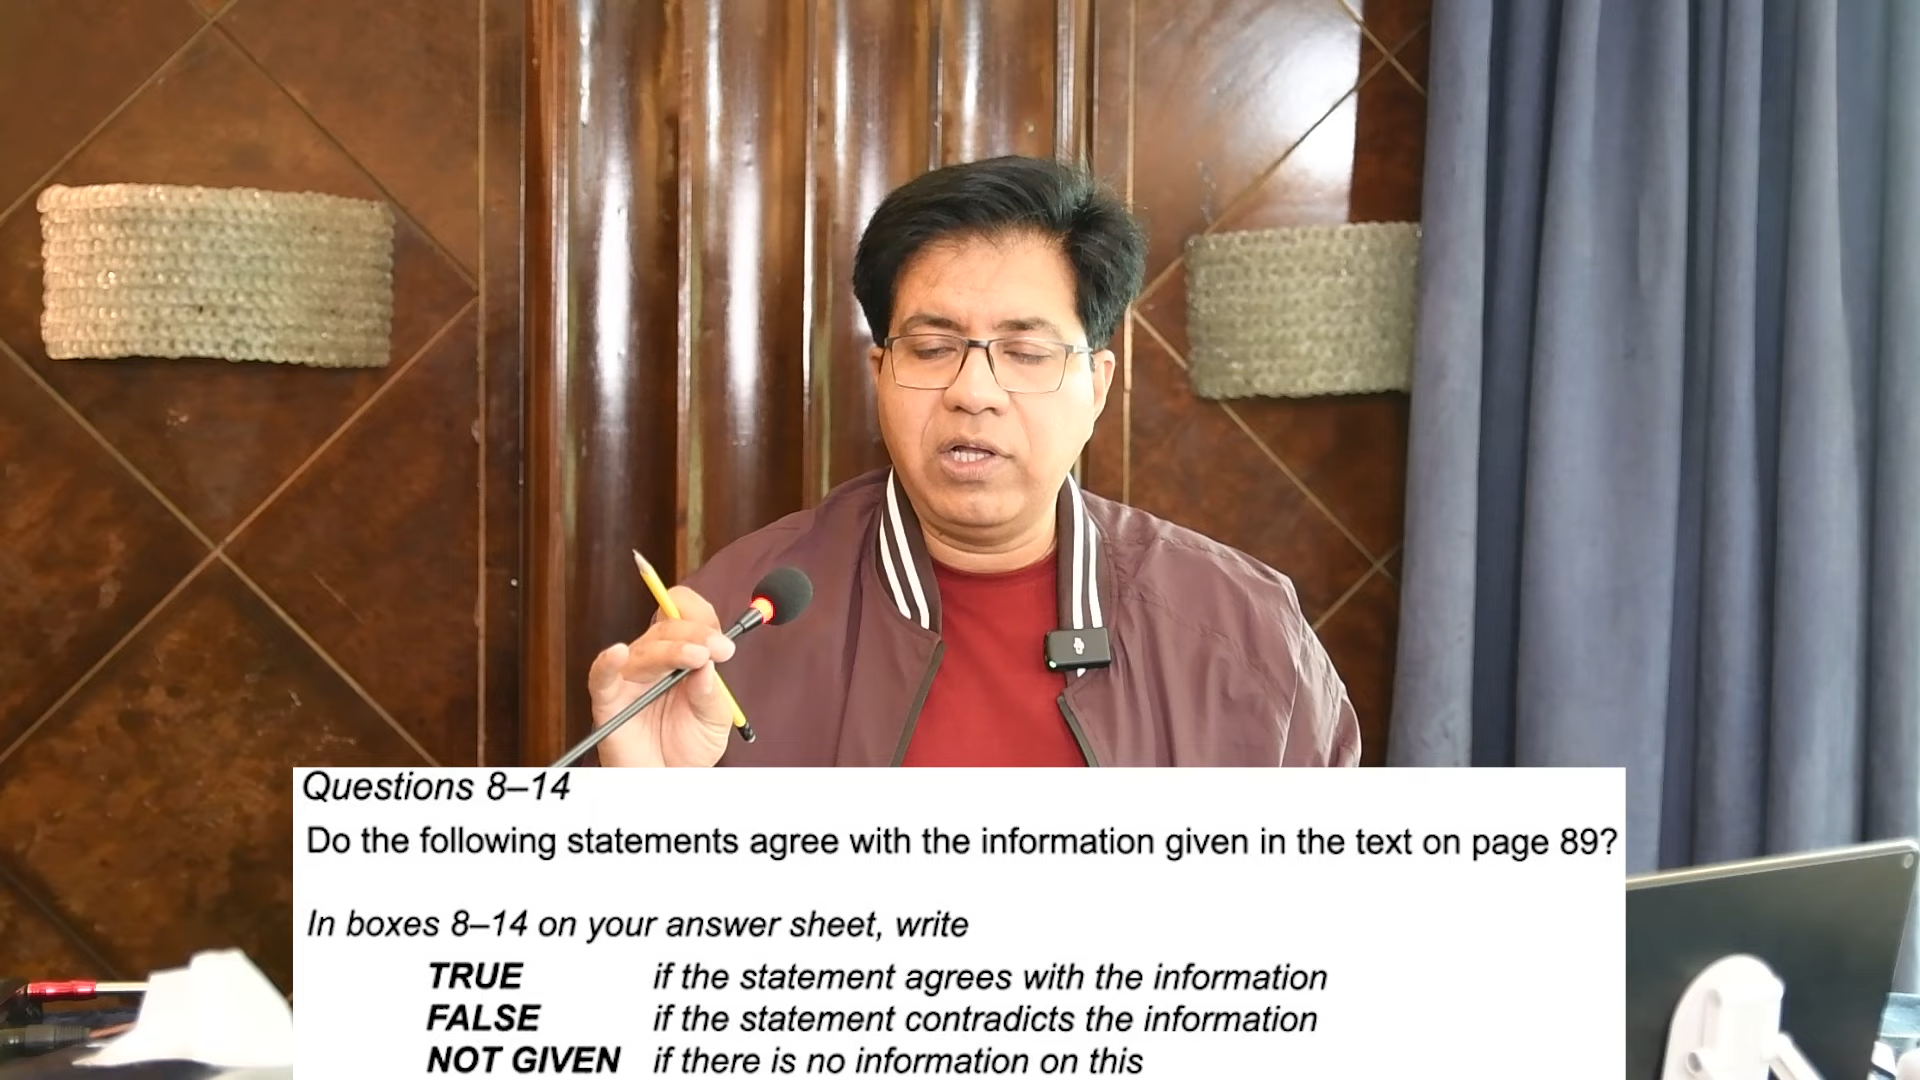 Questions 8–14
Do the following statements agree with the information given in the text on page 89?
In boxes 8–14 on your answer sheet, write
TRUE if the statement agrees with the information
FALSE if the statement contradicts the information
NOT GIVEN if there is no information on this